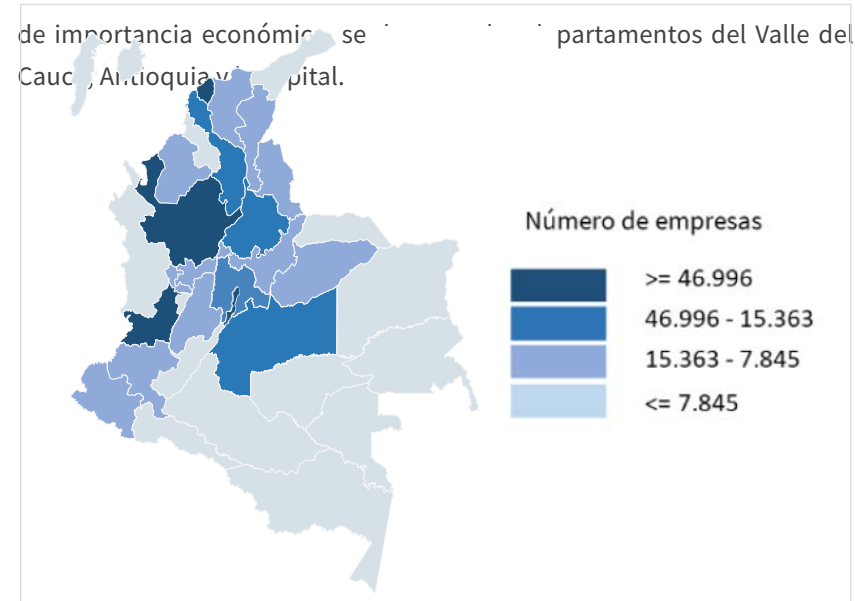 de importancia económic se partamentos del Valle del
Cauc, Antioquia y pital.
Número de empresas
>= 46.996
46.996 - 15.363
15.363 - 7.845
<= 7.845